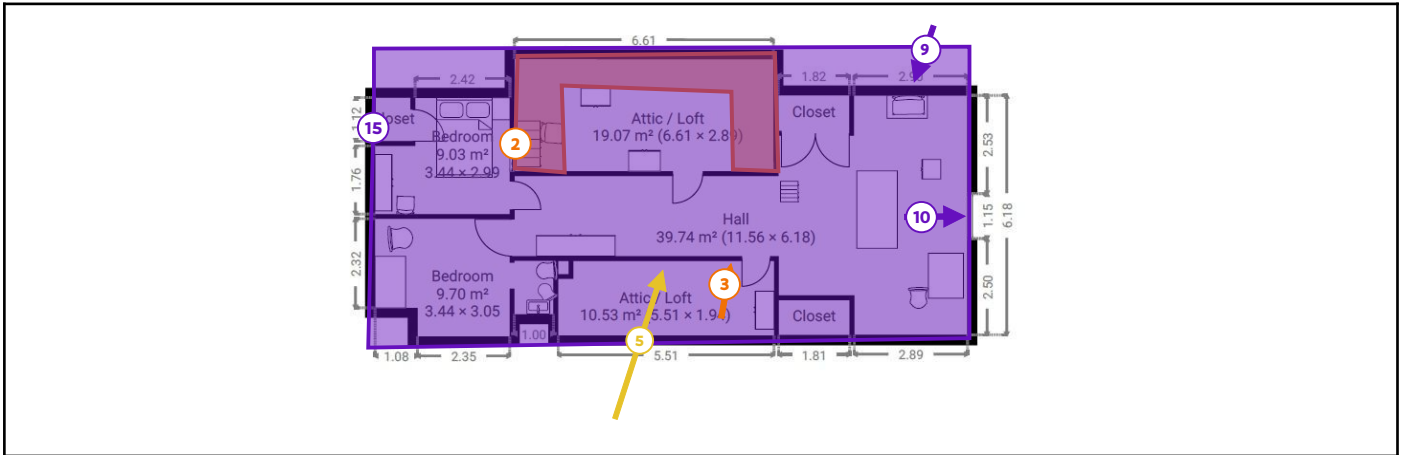 6.61
9
2.42
1.82
1.12
Closet
15
Bedroom
9.03 m²
3.44 × 2.99
2
Attic / Loft
19.07 m² (6.61 × 2.89)
Closet
2.53
1.76
Hall
39.74 m² (11.56 × 6.18)
10
1.15
6.18
2.32
Bedroom
9.70 m²
3.44 × 3.05
Attic / Loft
10.53 m² (5.51 × 1.94)
3
Closet
2.50
1.00
5
1.08
2.35
5.51
1.81
2.89